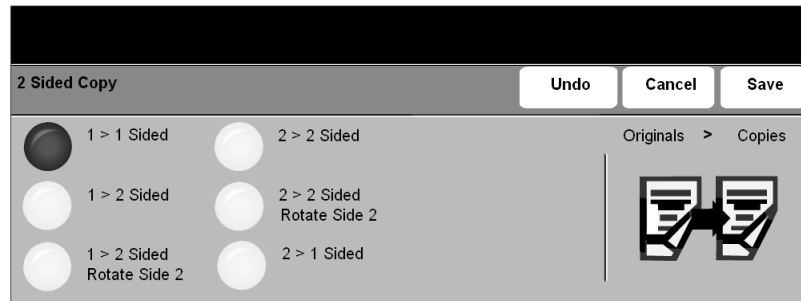 2 Sided Copy
Undo
Cancel
Save
1 > 1 Sided
2 > 2 Sided
Originals > Copies
1 > 2 Sided
2 > 2 Sided
Rotate Side 2
1 > 2 Sided
Rotate Side 2
2 > 1 Sided